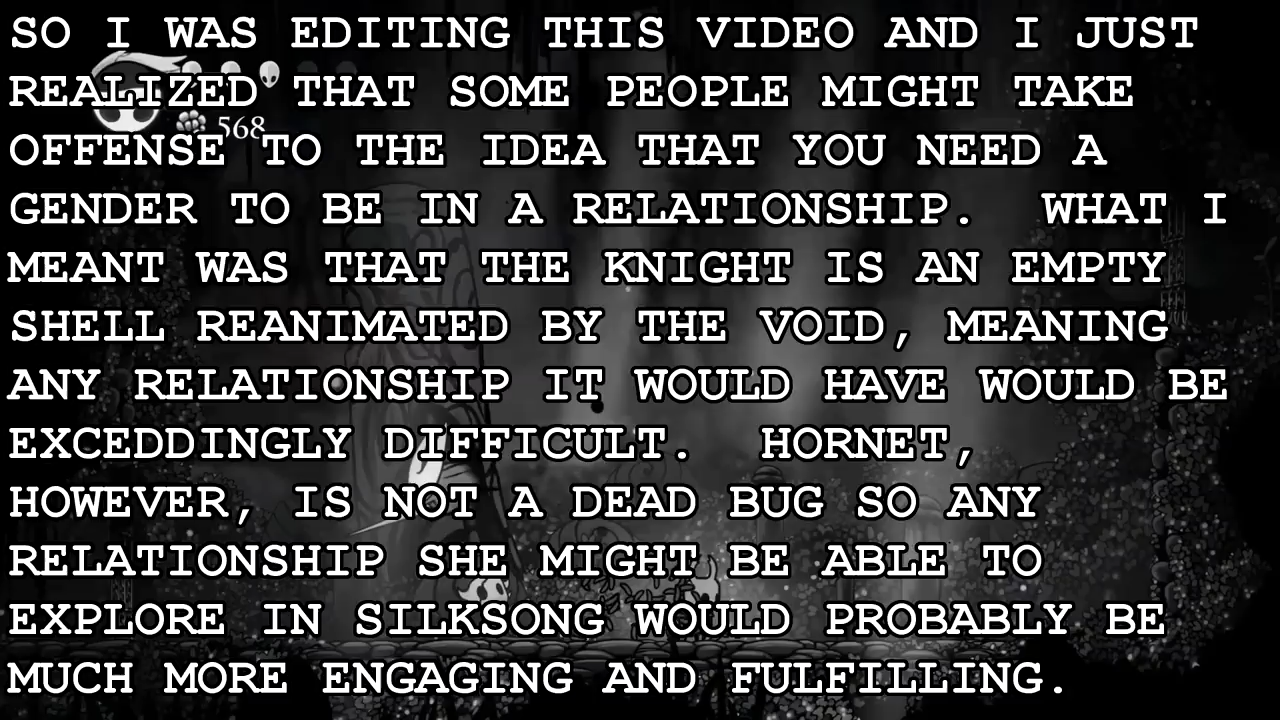 SO I WAS EDITING THIS VIDEO AND I JUST
REALIZED THAT SOME PEOPLE MIGHT TAKE
568
OFFENSE TO THE IDEA THAT YOU NEED A
GENDER TO BE IN A RELATIONSHIP. WHAT I
MEANT WAS THAT THE KNIGHT IS AN EMPTY
SHELL REANIMATED BY THE VOID, MEANING
ANY RELATIONSHIP IT WOULD HAVE WOULD BE
EXCEDDINGLY DIFFICULT. HORNET,
HOWEVER, IS NOT A DEAD BUG SO ANY
RELATIONSHIP SHE MIGHT BE ABLE TO
EXPLORE IN SILKSONG WOULD PROBABLY BE
MUCH MORE ENGAGING AND FULFILLING.